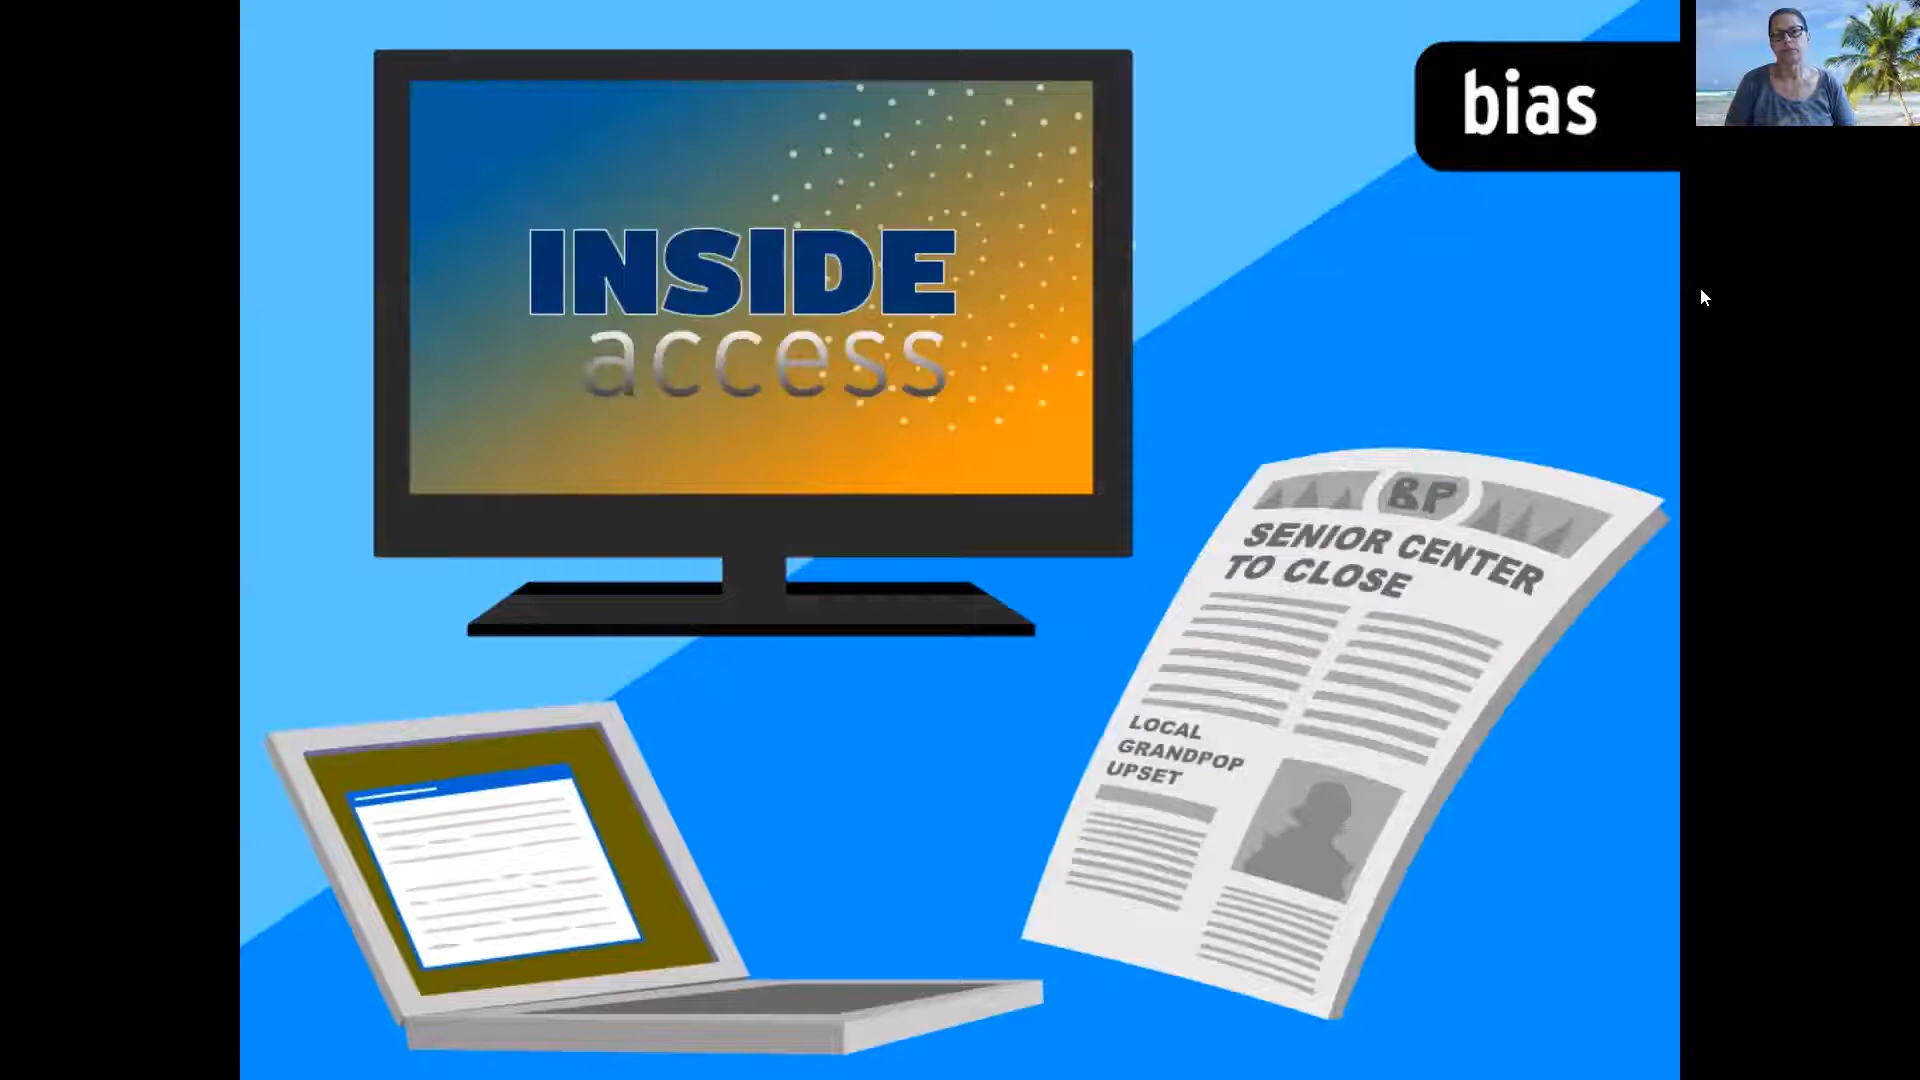 bias
INSIDE
access
BP
SENIOR CENTER
TO CLOSE
LOCAL
GRANDPOP
UPSET